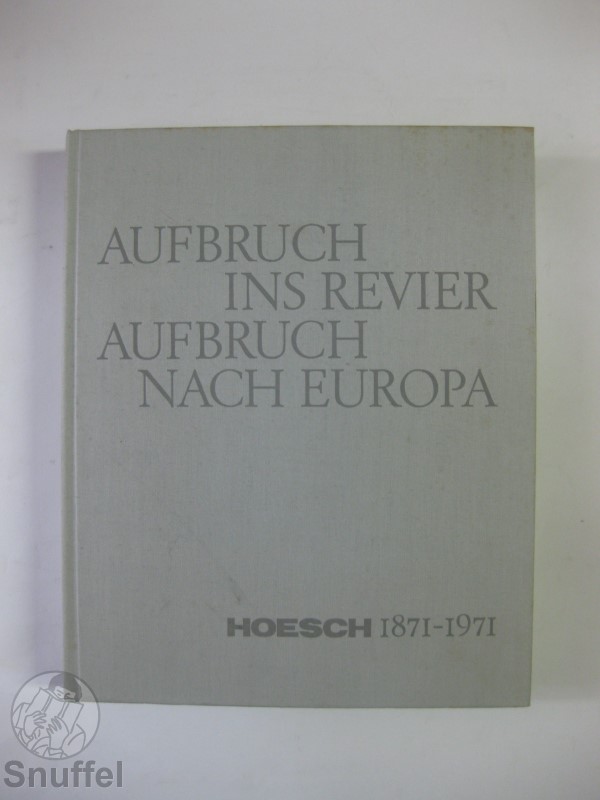 AUFBRUCH
INS REVIER
AUFBRUCH
NACH EUROPA
HOESCH 1871-1971
Snuffel